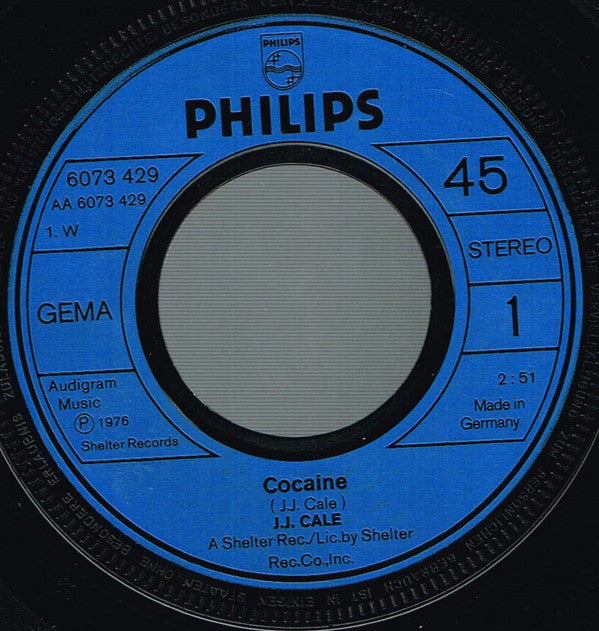 PHILIPS
PHILIPS
6073 429
AA 6073 429
1. W
GEMA
Audigram
Music
Ⓟ 1976
Shelter Records
45
STEREO
1
2:51
Made in
Germany
Cocaine
( J.J. Cale )
J.J. CALE
A Shelter Rec./Lic.by Shelter
Rec.Co.,Inc.